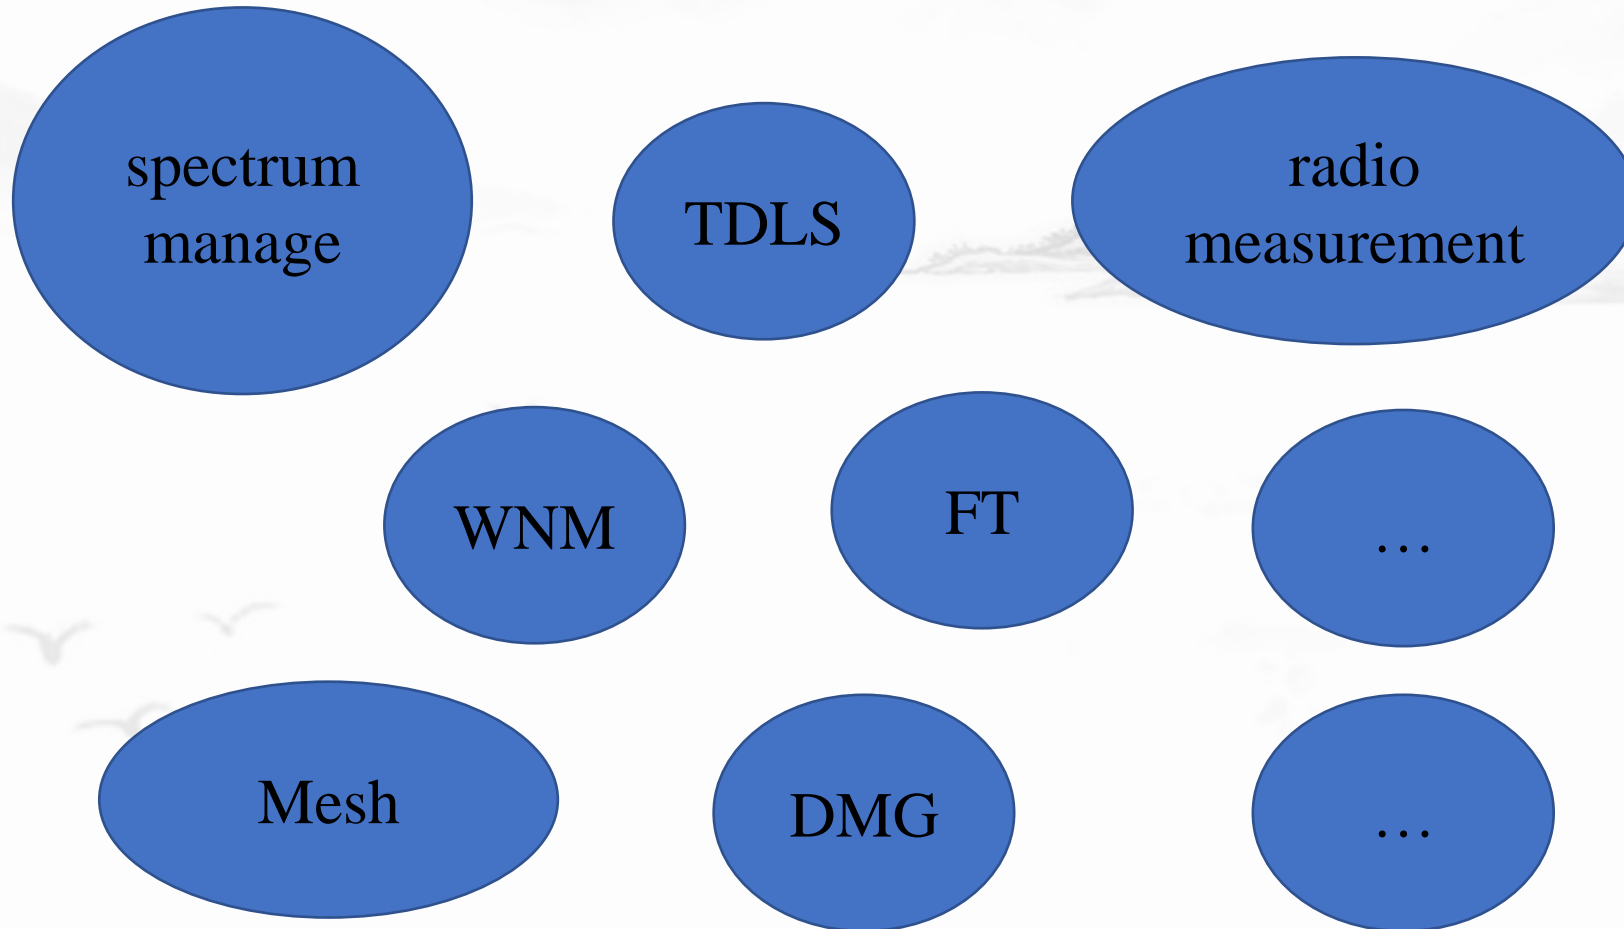 spectrum
manage
TDLS
radio
measurement
WNM
FT
…
Mesh
DMG
…